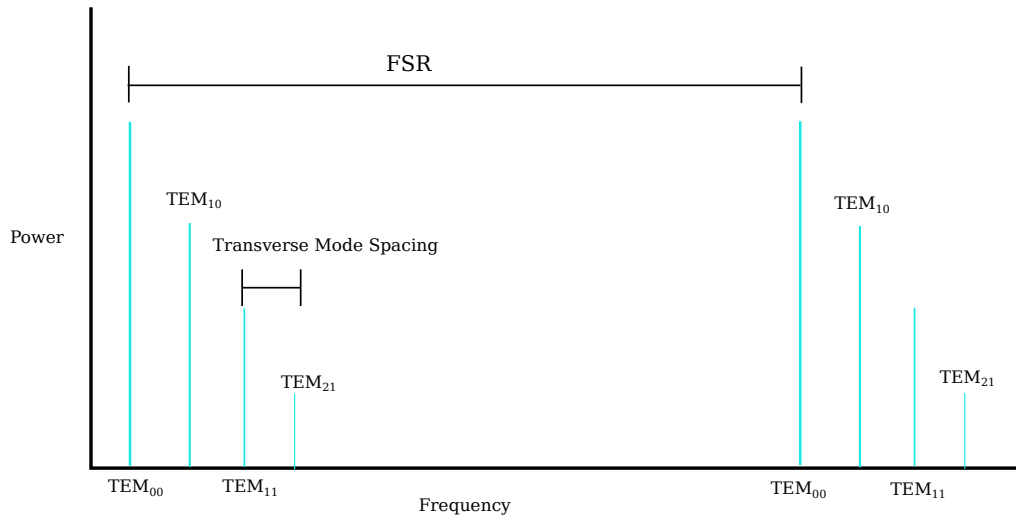 FSR
TEM₁₀
TEM₁₀
Power
Transverse Mode Spacing
TEM₂₁
TEM₂₁
TEM₀₀
TEM₁₁
TEM₀₀
TEM₁₁
Frequency